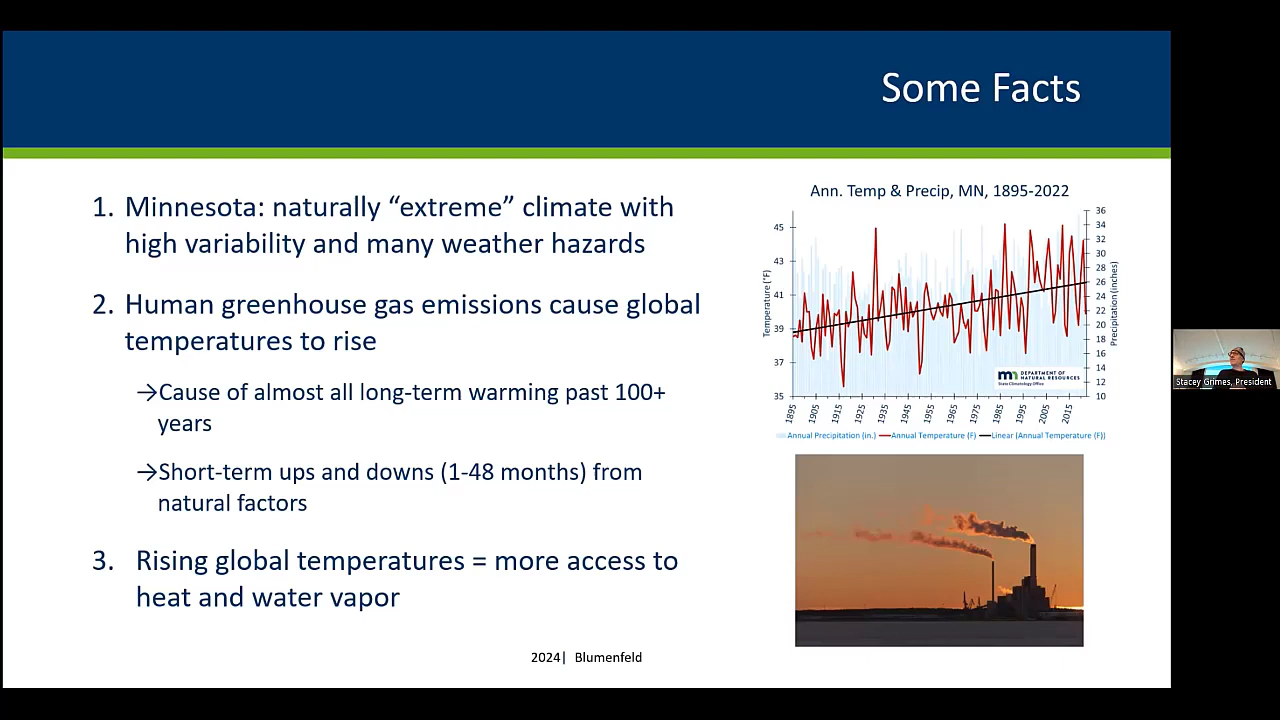 Some Facts
1. Minnesota: naturally “extreme” climate with
high variability and many weather hazards
2. Human greenhouse gas emissions cause global
temperatures to rise
→Cause of almost all long-term warming past 100+
years
→Short-term ups and downs (1-48 months) from
natural factors
3. Rising global temperatures = more access to
heat and water vapor
2024| Blumenfeld
Ann. Temp & Precip, MN, 1895-2022
Temperature (°F)
45
43
41
39
37
35
36
34
32
30
28
26
24
22
20
18
16
14
12
10
Precipitation(inches)
DEPARTMENT OF
NATURAL RESOURCES
State Climatology Office
1895 1905 1915 1925 1935 1945 1955 1965 1975 1985 1995 2005 2015
Annual Precipitation (in.) Annual Temperature (F) Linear (Annual Temperature (F))
Stacey Grimes, President